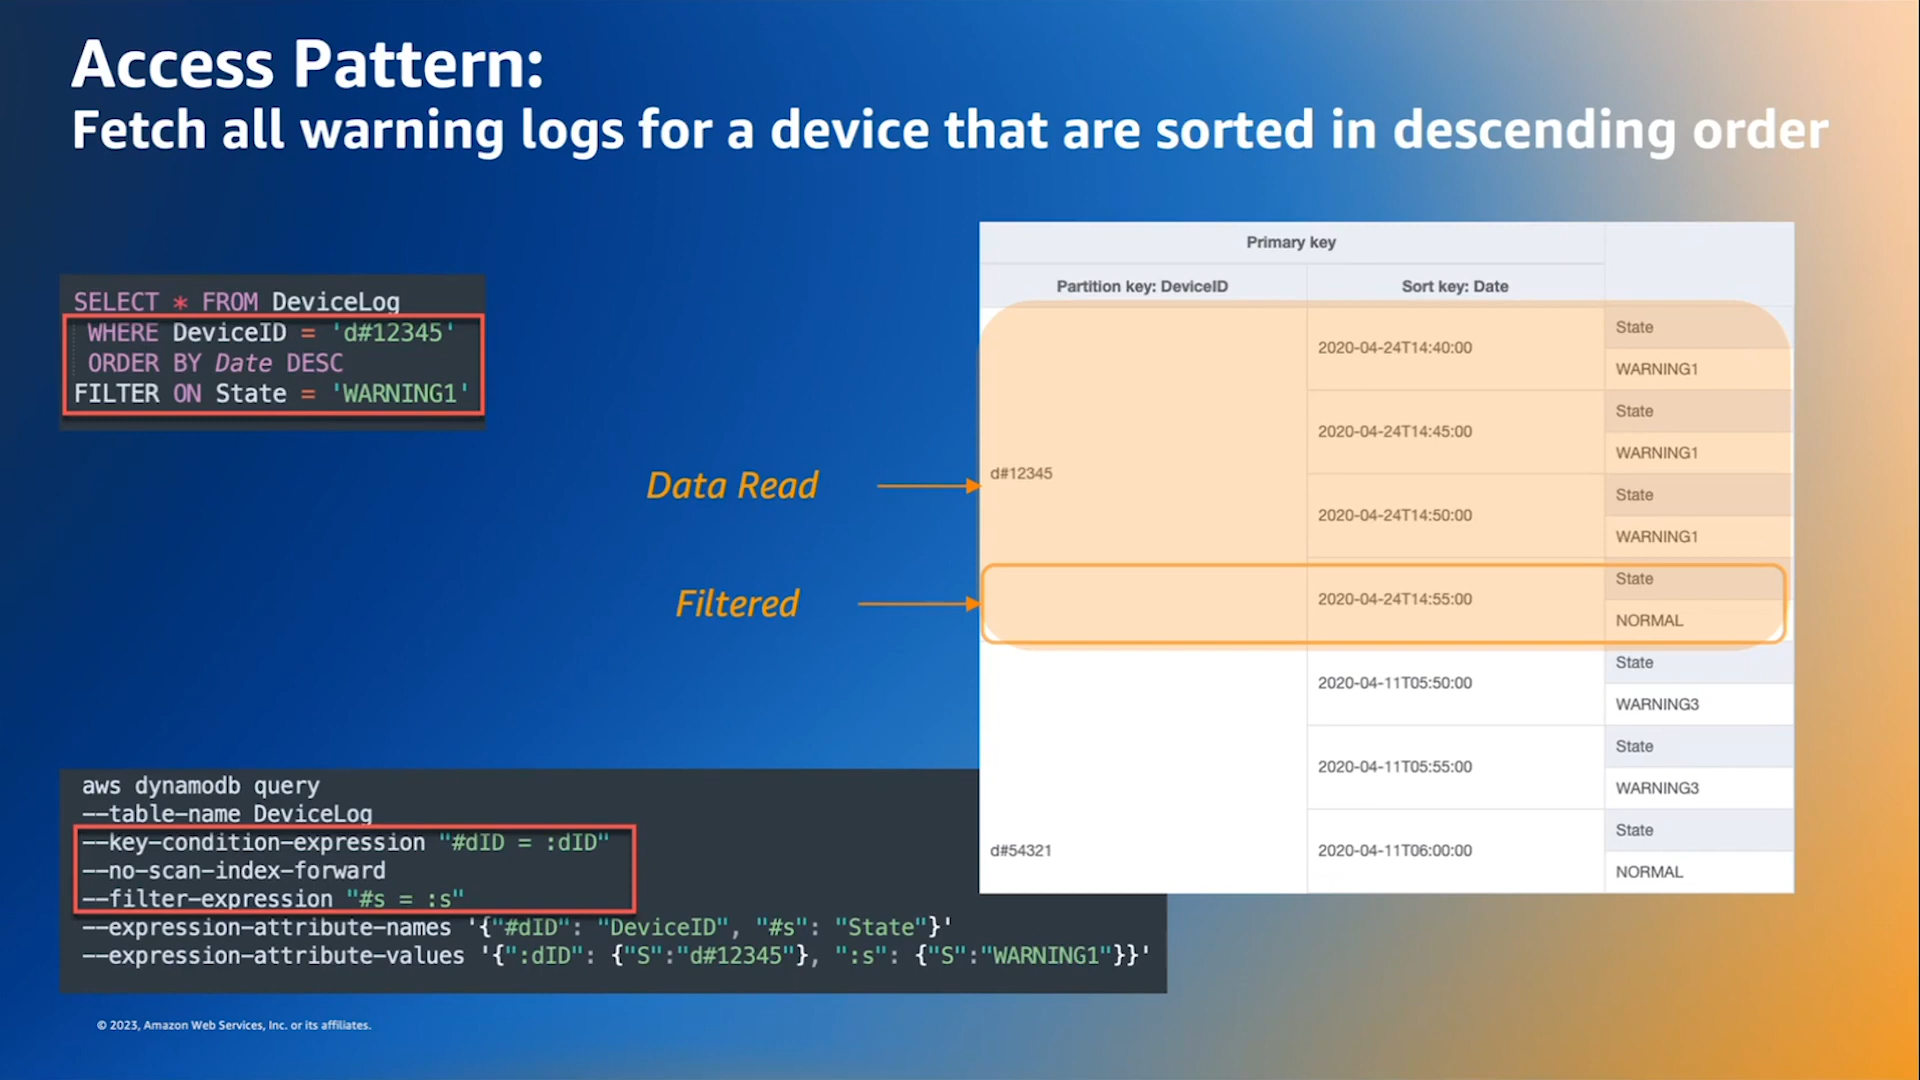 Access Pattern:
Fetch all warning logs for a device that are sorted in descending order
SELECT * FROM DeviceLog
WHERE DeviceID = 'd#12345'
ORDER BY Date DESC
FILTER ON State = 'WARNING1'
Data Read
Filtered
Primary key
Partition key: DeviceID
Sort key: Date
d#12345
2020-04-24T14:40:00
State
WARNING1
2020-04-24T14:45:00
State
WARNING1
2020-04-24T14:50:00
State
WARNING1
2020-04-24T14:55:00
State
NORMAL
d#54321
2020-04-11T05:50:00
State
WARNING3
2020-04-11T05:55:00
State
WARNING3
2020-04-11T06:00:00
State
NORMAL
aws dynamodb query
--table-name DeviceLog
--key-condition-expression "#dID = :dID"
--no-scan-index-forward
--filter-expression "#s = :s"
--expression-attribute-names '{"#dID": "DeviceID", "#s": "State"}'
--expression-attribute-values '{":dID": {"S":"d#12345"}, ":s": {"S":"WARNING1"}}'
© 2023, Amazon Web Services, Inc. or its affiliates.